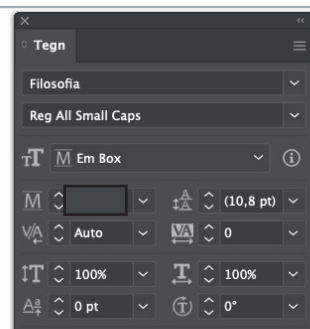 Tegn
Filosofia
Reg All Small Caps
Em Box
(10,8 pt)
Auto 0
100% 100%
0 pt 0°